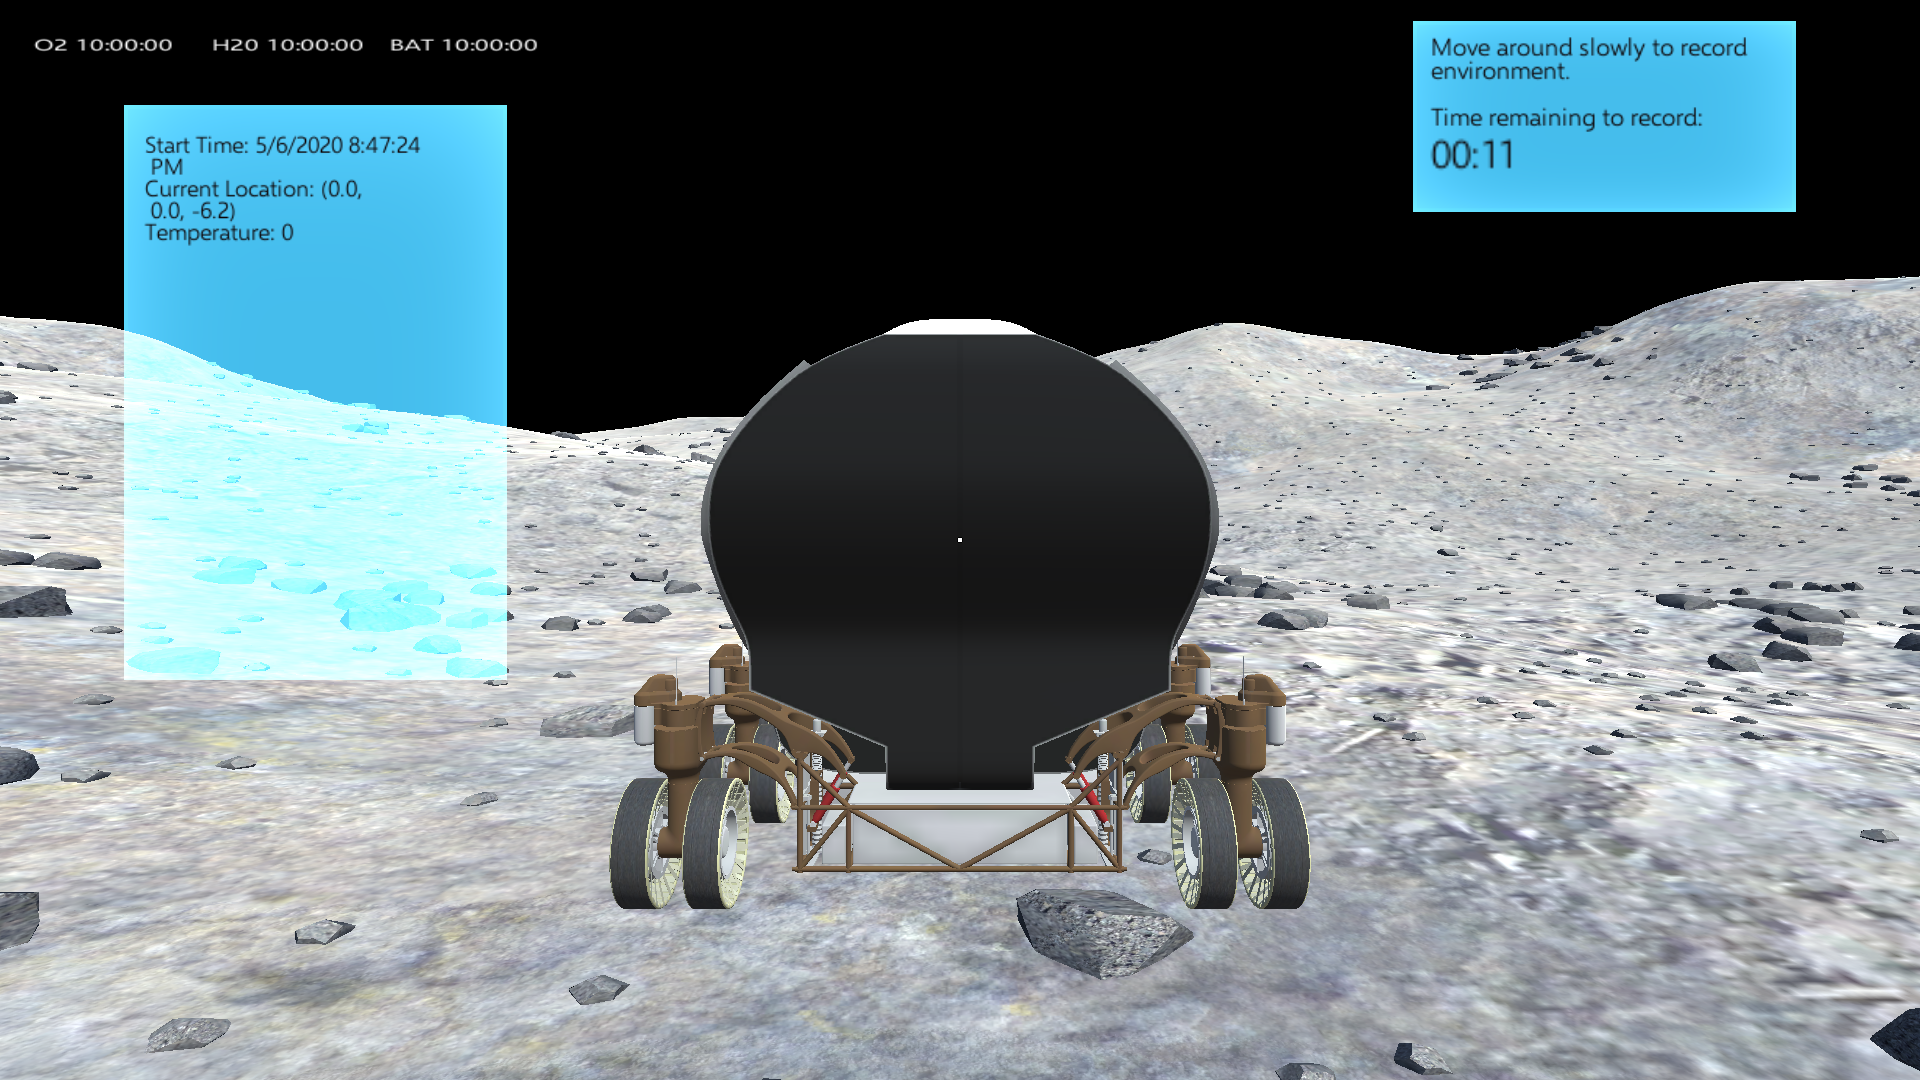 O2 10:00:00 H20 10:00:00 BAT 10:00:00
Start Time: 5/6/2020 8:47:24
PM
Current Location: (0.0,
0.0, -6.2)
Temperature: 0
Move around slowly to record
environment.
Time remaining to record:
00:11